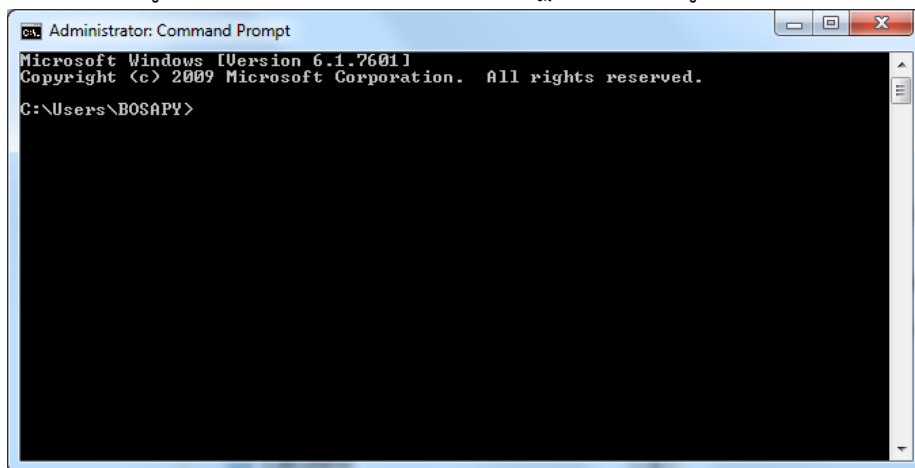 Administrator: Command Prompt
Microsoft Windows [Version 6.1.7601]
Copyright (c) 2009 Microsoft Corporation.  All rights reserved.
C:\Users\BOSAPY>